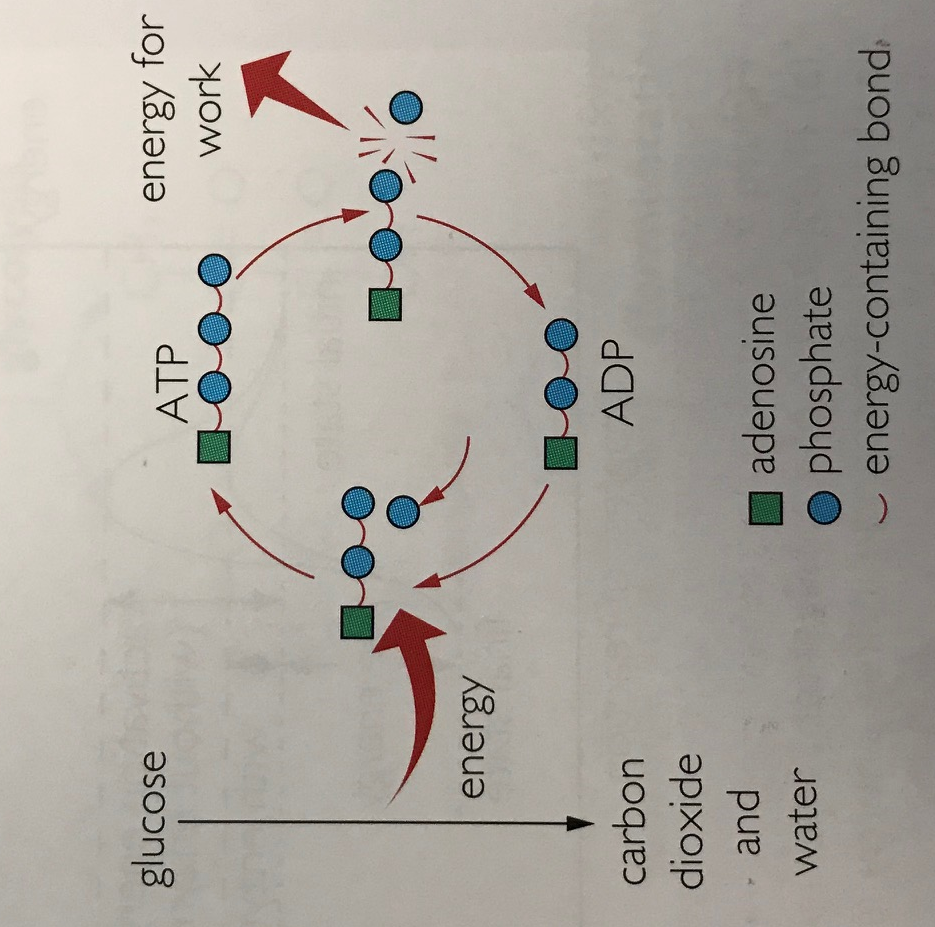 glucose
carbon
dioxide
and
water
energy
ATP
ADP
energy for
work
adenosine
phosphate
energy-containing bond